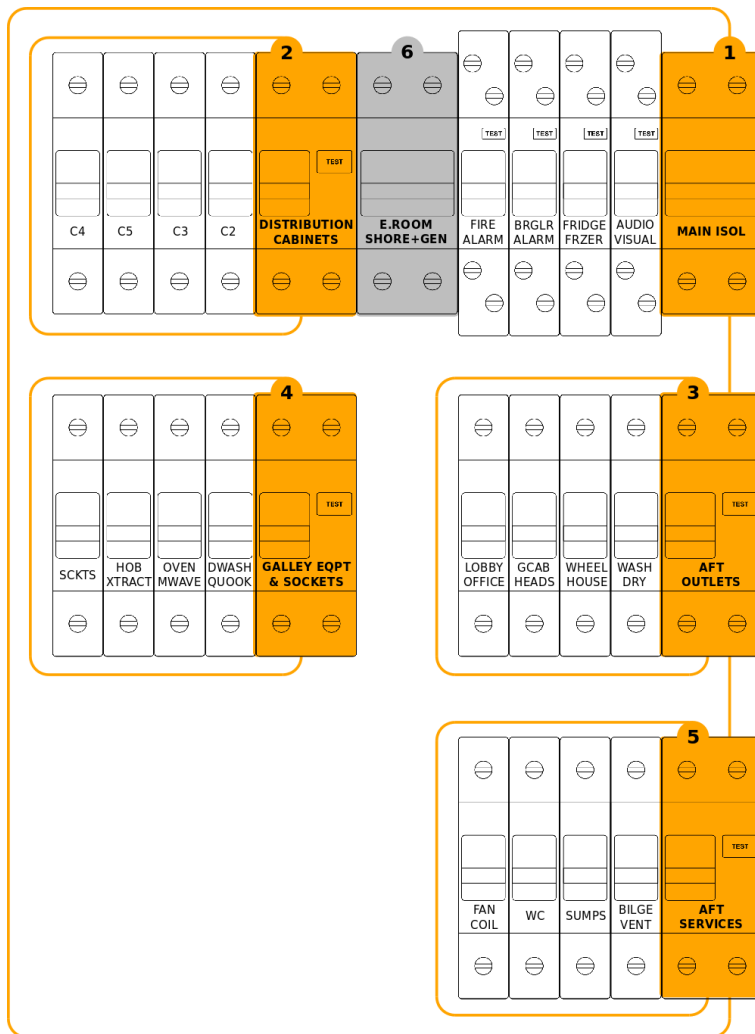 2
6
1
TEST
TEST
TEST
TEST
TEST
C4
C5
C3
C2
DISTRIBUTION
CABINETS
E.ROOM
SHORE+GEN
FIRE
ALARM
BRGLR
ALARM
FRIDGE
FRZER
AUDIO
VISUAL
MAIN ISOL
4
TEST
SCKTS
HOB
XTRACT
OVEN
MWAVE
DWASH
QUOOK
GALLEY EQPT
& SOCKETS
3
TEST
LOBBY
OFFICE
GCAB
HEADS
WHEEL
HOUSE
WASH
DRY
AFT
OUTLETS
5
TEST
FAN
COIL
WC
SUMPS
BILGE
VENT
AFT
SERVICES